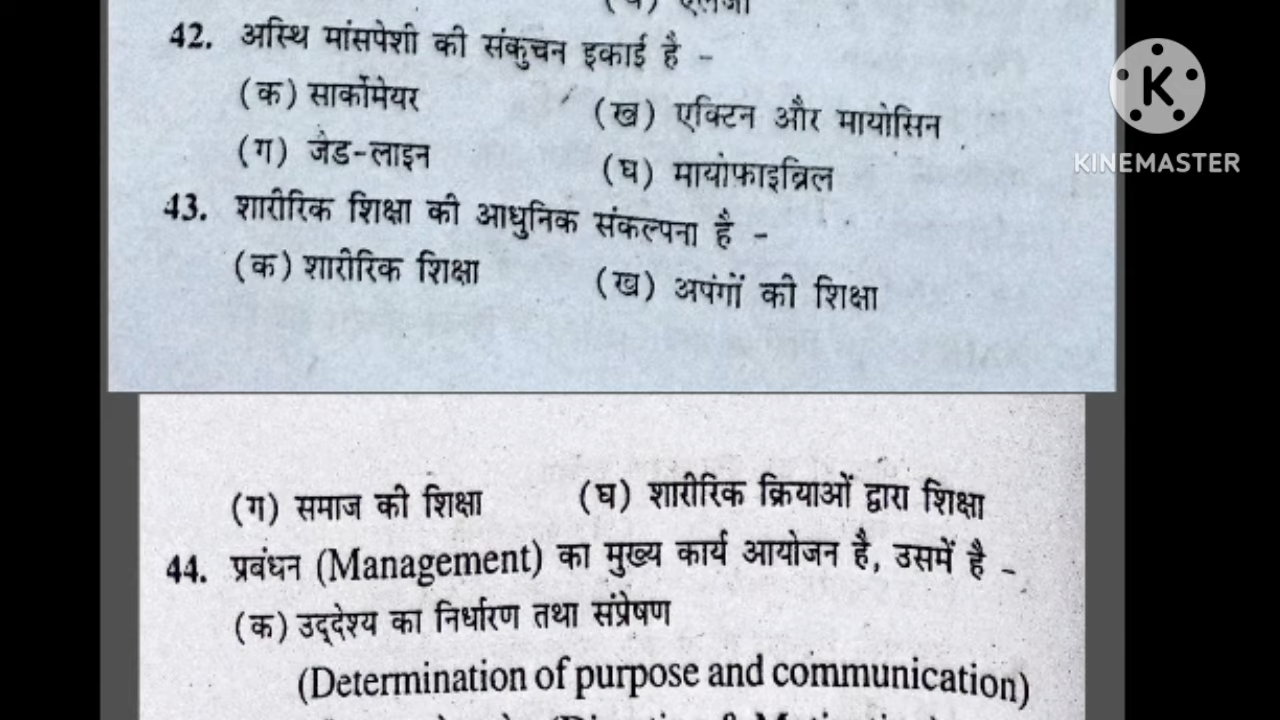 42. अस्थि मांसपेशी की संकुचन इकाई है -
(क) सार्कोमेयर (ख) एक्टिन और मायोसिन
(ग) जेड-लाइन (घ) मायोफाइब्रिल
43. शारीरिक शिक्षा की आधुनिक संकल्पना है -
(क) शारीरिक शिक्षा (ख) अपंगों की शिक्षा
(ग) समाज की शिक्षा (घ) शारीरिक क्रियाओं द्वारा शिक्षा
44. प्रबंधन (Management) का मुख्य कार्य आयोजन है, उसमें है -
(क) उद्देश्य का निर्धारण तथा संप्रेषण
(Determination of purpose and communication)
K
KINEMASTER